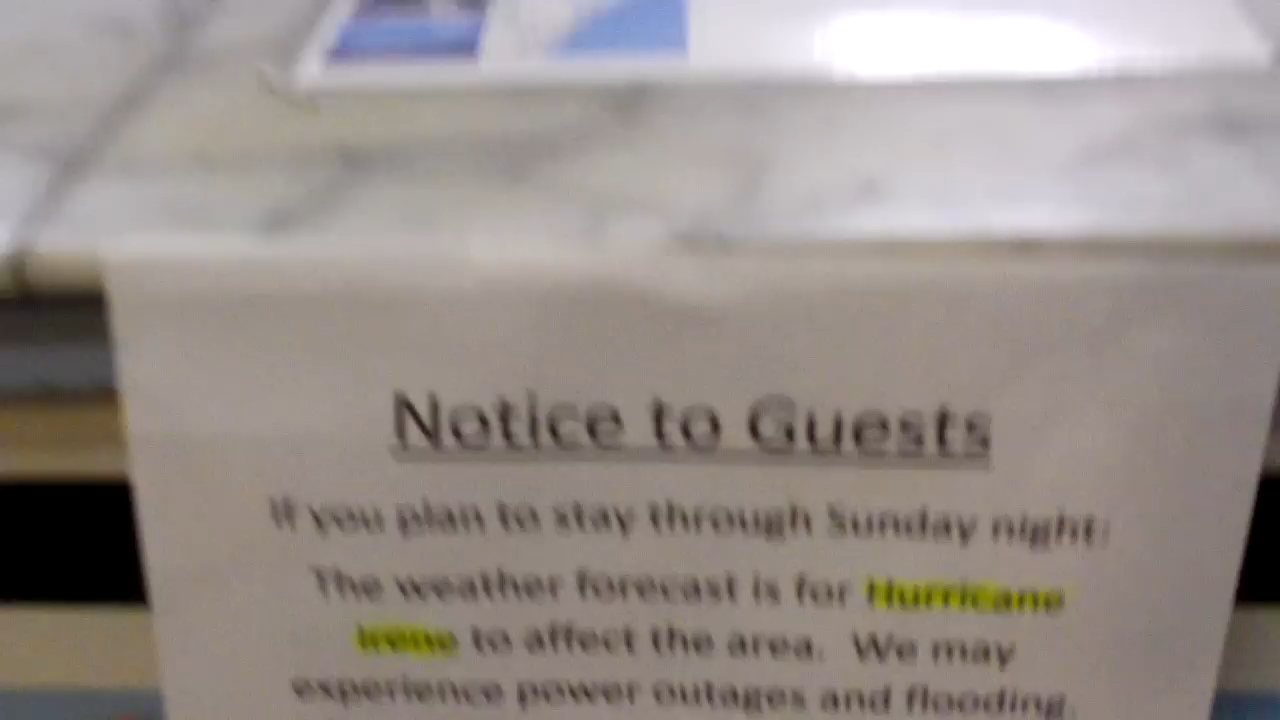 Notice to Guests
If you plan to stay through Sunday night:
The weather forecast is for Hurricane
Irene to affect the area. We may
experience power outages and flooding.